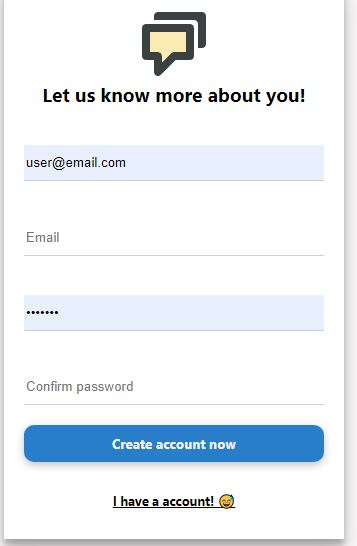 Let us know more about you!
user@email.com
Email
•••••••
Confirm password
Create account now
I have a account! 😅